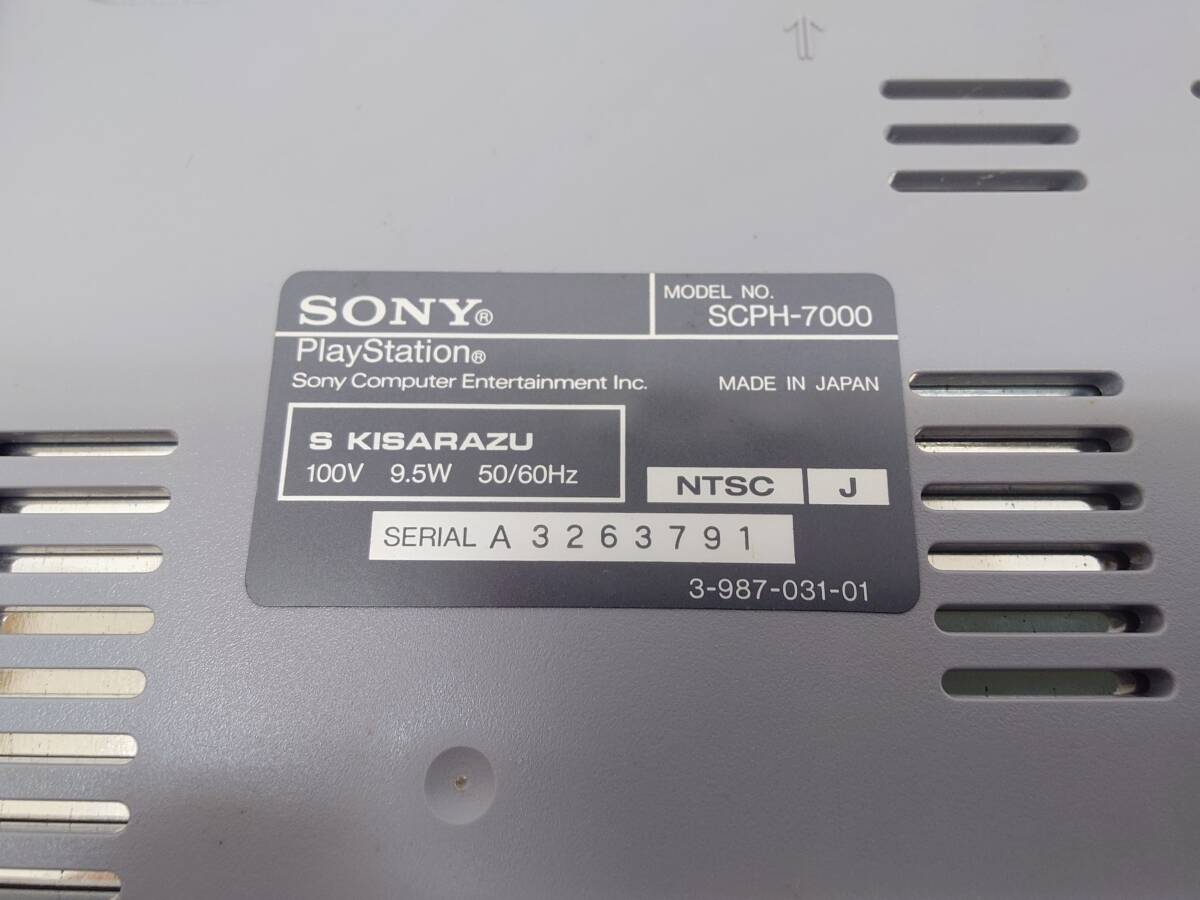 SONY®
MODEL NO.
SCPH-7000
PlayStation®
Sony Computer Entertainment Inc.
MADE IN JAPAN
S KISARAZU
100V 9.5W 50/60Hz
NTSC J
SERIAL A 3263791
3-987-031-01